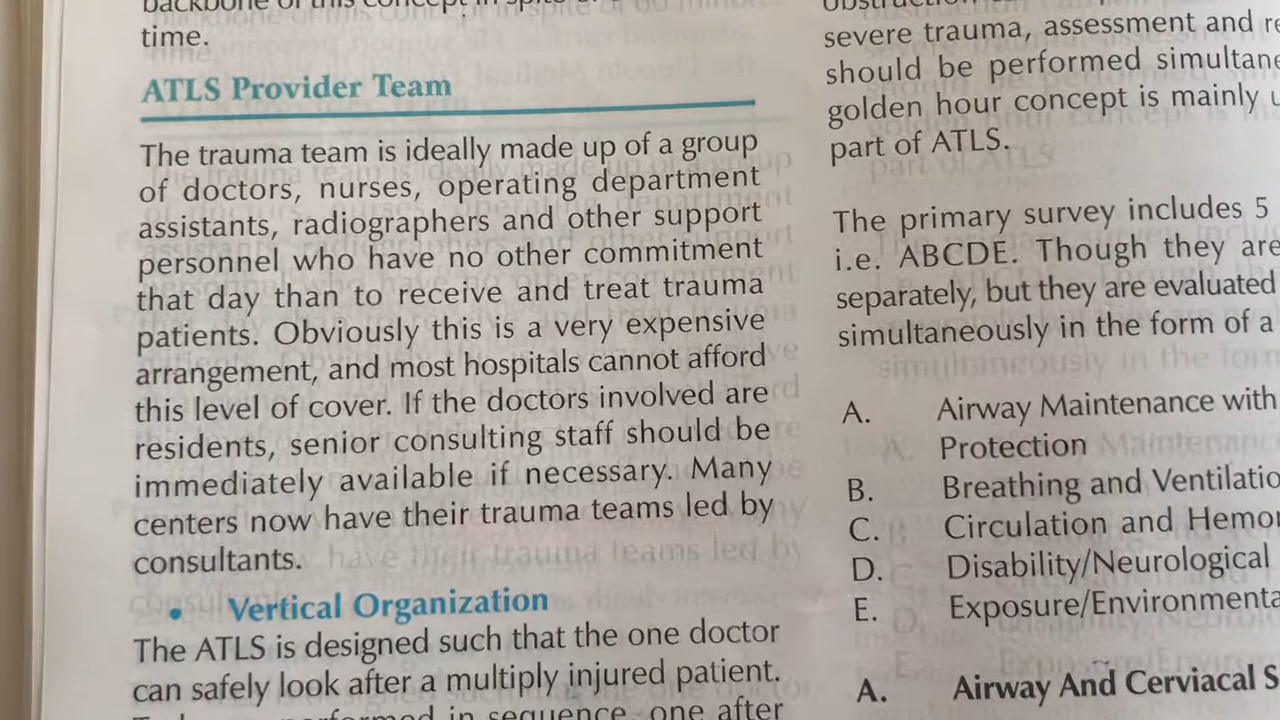 time.
ATLS Provider Team
The trauma team is ideally made up of a group
of doctors, nurses, operating department
assistants, radiographers and other support
personnel who have no other commitment
that day than to receive and treat trauma
patients. Obviously this is a very expensive
arrangement, and most hospitals cannot afford
this level of cover. If the doctors involved are
residents, senior consulting staff should be
immediately available if necessary. Many
centers now have their trauma teams led by
consultants.
• Vertical Organization
The ATLS is designed such that the one doctor
can safely look after a multiply injured patient.
performed in sequence, one after
severe trauma, assessment and
should be performed simultane
golden hour concept is mainly
part of ATLS.
The primary survey includes 5
i.e. ABCDE. Though they are
separately, but they are evaluated
simultaneously in the form of a
A. Airway Maintenance with
Protection
B. Breathing and Ventilatio
C. Circulation and Hemor
D. Disability/Neurological
E. Exposure/Environmenta
A. Airway And Cerviacal S